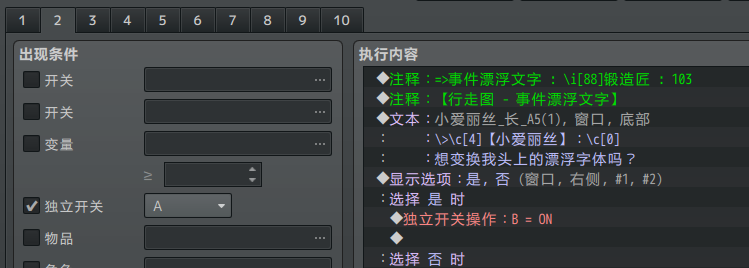 1 2 3 4 5 6 7 8 9 10
出现条件
开关 ...
开关 ...
变量 ...
≥
独立开关 A
物品 ...
执行内容
◆注释：=>事件漂浮文字 : \i[88]锻造匠 : 103
◆注释：【行走图 - 事件漂浮文字】
◆文本：小爱丽丝_长_A5(1), 窗口, 底部
：　　：\>\c[4]【小爱丽丝】：\c[0]
：　　：想变换我头上的漂浮字体吗？
◆显示选项：是, 否 (窗口, 右侧, #1, #2)
：选择 是 时
◆独立开关操作：B = ON
◆
：选择 否 时